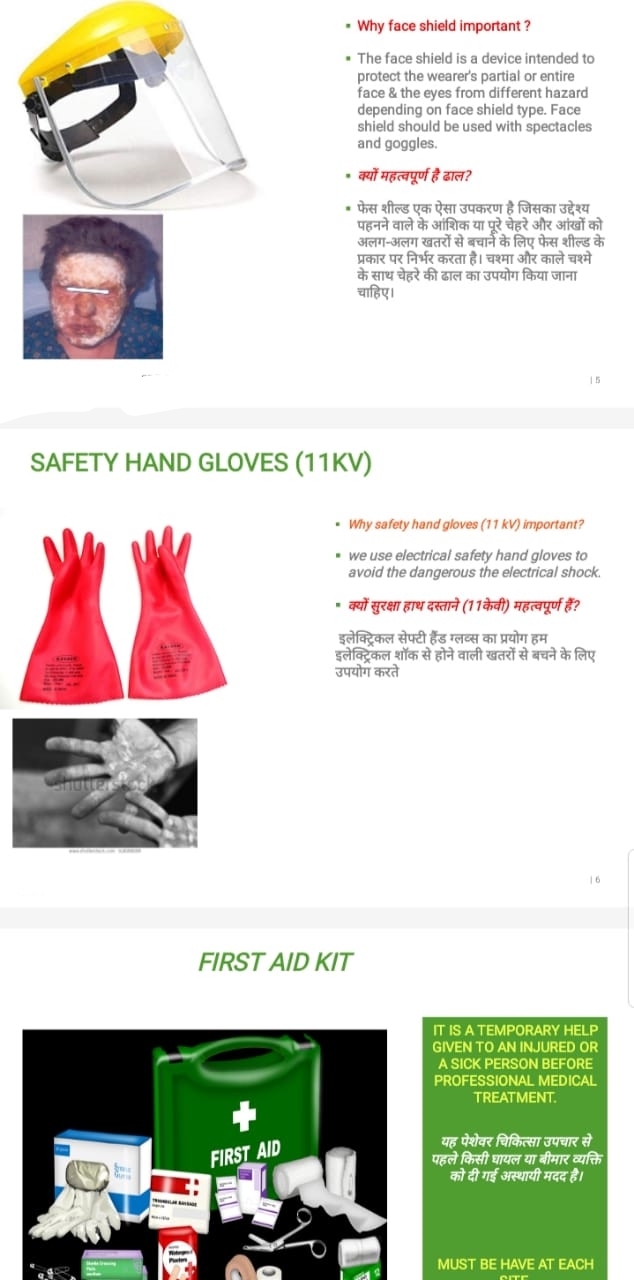 Why face shield important ?
The face shield is a device intended to
protect the wearer's partial or entire
face & the eyes from different hazard
depending on face shield type. Face
shield should be used with spectacles
and goggles.
क्यों महत्वपूर्ण है ढाल?
फेस शील्ड एक ऐसा उपकरण है जिसका उद्देश्य
पहनने वाले के आंशिक या पूरे चेहरे और आंखों को
अलग-अलग खतरों से बचाने के लिए फेस शील्ड के
प्रकार पर निर्भर करता है। चश्मा और काले चश्मे
के साथ चेहरे की ढाल का उपयोग किया जाना
चाहिए।
| 5
SAFETY HAND GLOVES (11KV)
Why safety hand gloves (11 kV) important?
we use electrical safety hand gloves to
avoid the dangerous the electrical shock.
क्यों सुरक्षा हाथ दस्ताने (11केवी) महत्वपूर्ण हैं?
इलेक्ट्रिकल सेफ्टी हैंड ग्लव्स का प्रयोग हम
इलेक्ट्रिकल शॉक से होने वाली खतरों से बचने के लिए
उपयोग करते
shutterstock
| 6
FIRST AID KIT
IT IS A TEMPORARY HELP
GIVEN TO AN INJURED OR
A SICK PERSON BEFORE
PROFESSIONAL MEDICAL
TREATMENT.
यह पेशेवर चिकित्सा उपचार से
पहले किसी घायल या बीमार व्यक्ति
को दी गई अस्थायी मदद है।
MUST BE HAVE AT EACH
SITE
FIRST AID
TRIANGULAR BANDAGE
Waterproof
Plasters